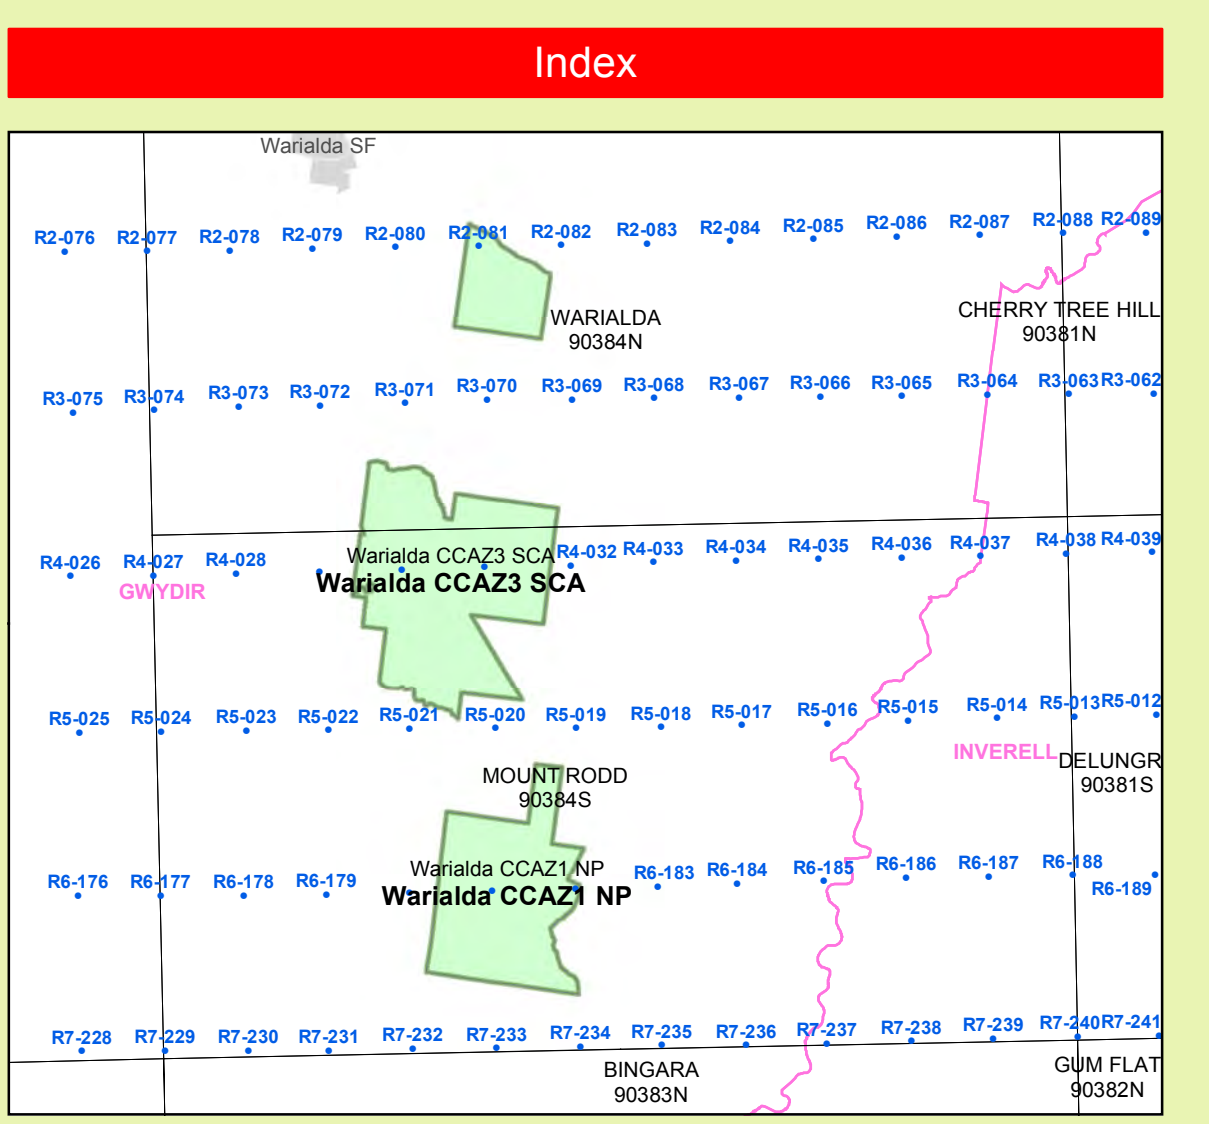 Index
Warialda SF
R2-076 R2-077 R2-078 R2-079 R2-080 R2-081 R2-082 R2-083 R2-084 R2-085 R2-086 R2-087 R2-088 R2-089
WARIALDA
90384N
CHERRY TREE HILL
90381N
R3-075 R3-074 R3-073 R3-072 R3-071 R3-070 R3-069 R3-068 R3-067 R3-066 R3-065 R3-064 R3-063 R3-062
R4-026 R4-027 R4-028 Warialda CCAZ3 SCA R4-032 R4-033 R4-034 R4-035 R4-036 R4-037 R4-038 R4-039
GWYDIR Warialda CCAZ3 SCA
R5-025 R5-024 R5-023 R5-022 R5-021 R5-020 R5-019 R5-018 R5-017 R5-016 R5-015 R5-014 R5-013 R5-012
INVERELL
DELUNGR
90381S
MOUNT RODD
90384S
Warialda CCAZ1 NP
R6-176 R6-177 R6-178 R6-179 R6-183 R6-184 R6-185 R6-186 R6-187 R6-188
R6-189
Warialda CCAZ1 NP
R7-228 R7-229 R7-230 R7-231 R7-232 R7-233 R7-234 R7-235 R7-236 R7-237 R7-238 R7-239 R7-240 R7-241
BINGARA
90383N
GUM FLAT
90382N